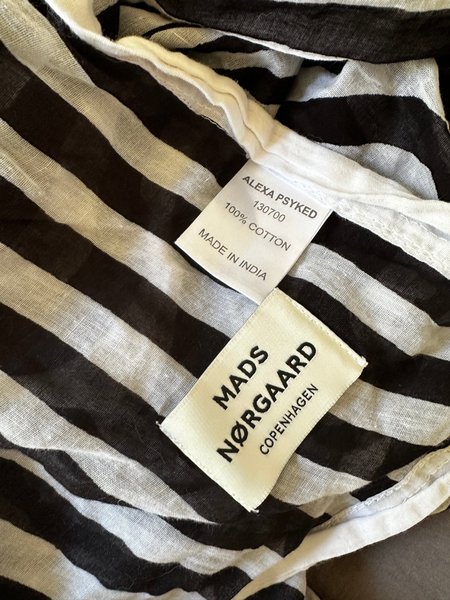 ALEXA PSYKED
130700
100% COTTON
MADE IN INDIA
MADS
NØRGAARD
COPENHAGEN